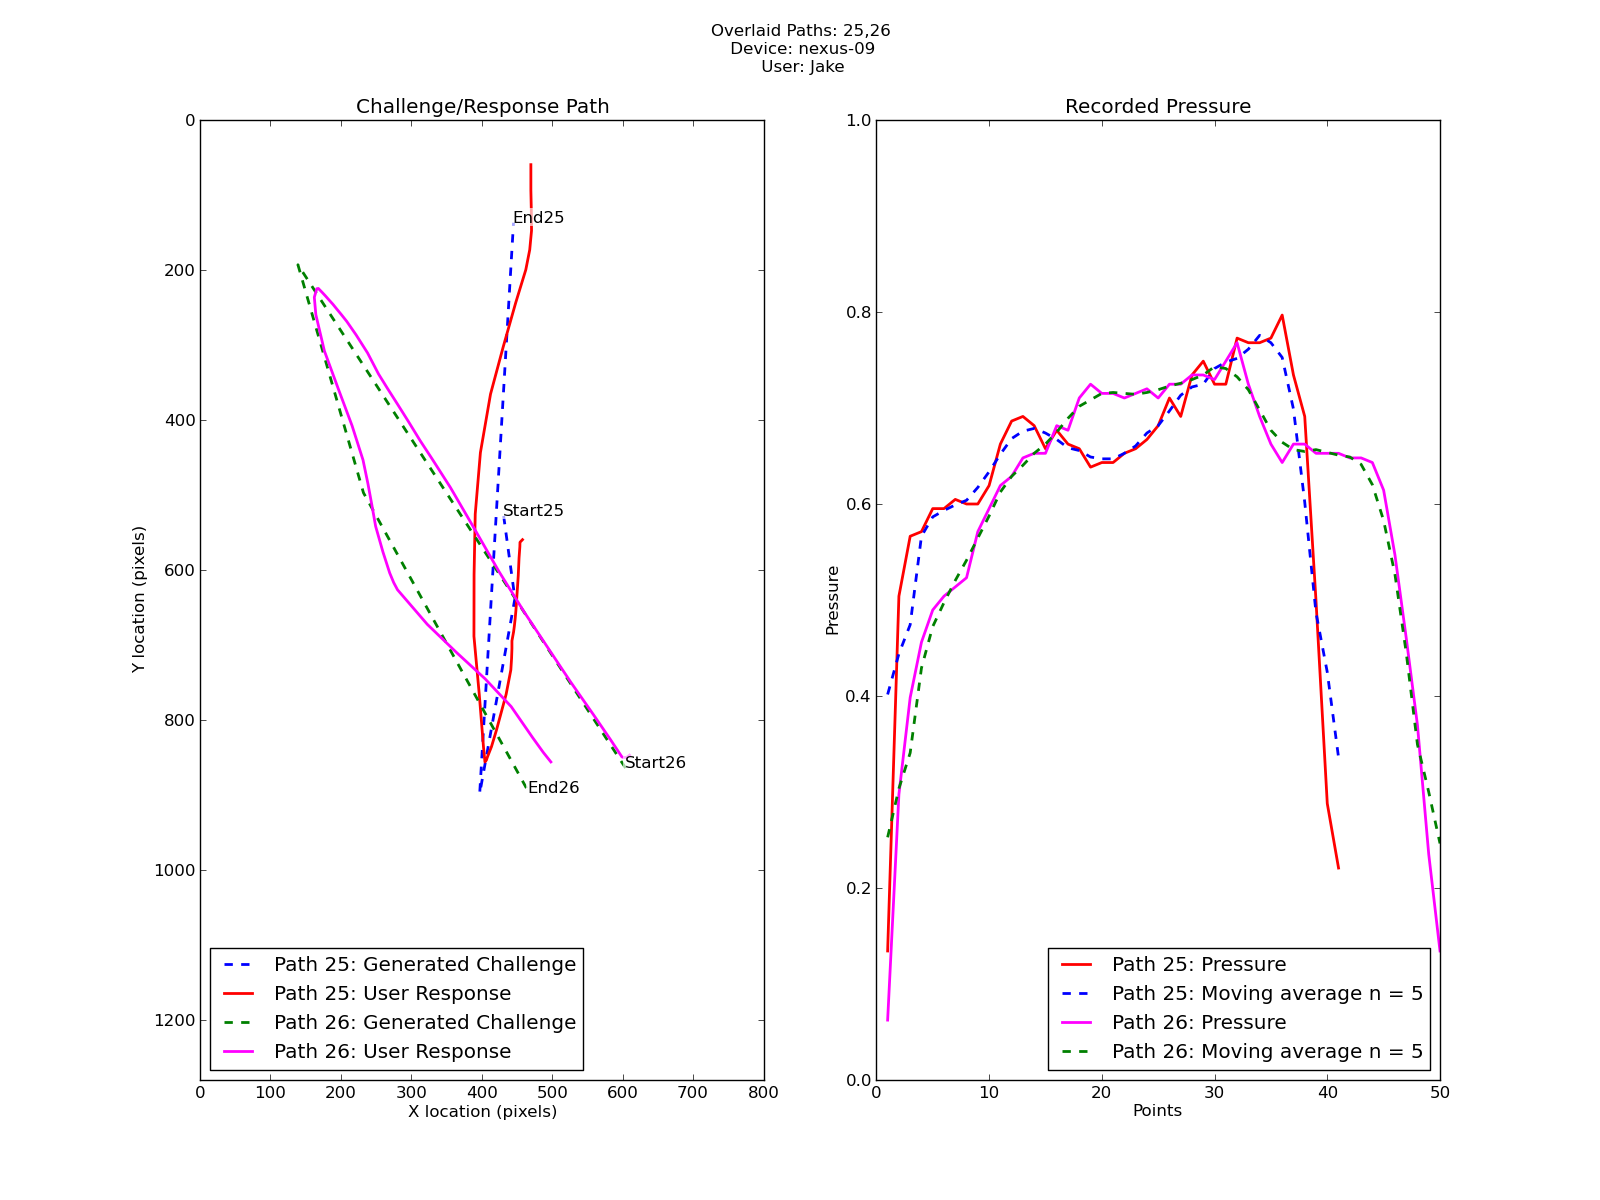 Overlaid Paths: 25,26
Device: nexus-09
User: Jake
Challenge/Response Path
0
200
400
600
800
1000
1200
Y location (pixels)
End25
Start25
Start26
End26
Path 25: Generated Challenge
Path 25: User Response
Path 26: Generated Challenge
Path 26: User Response
0 100 200 300 400 500 600 700 800
X location (pixels)
Recorded Pressure
1.0
0.8
0.6
0.4
0.2
0.0
Pressure
Path 25: Pressure
Path 25: Moving average n = 5
Path 26: Pressure
Path 26: Moving average n = 5
0 10 20 30 40 50
Points